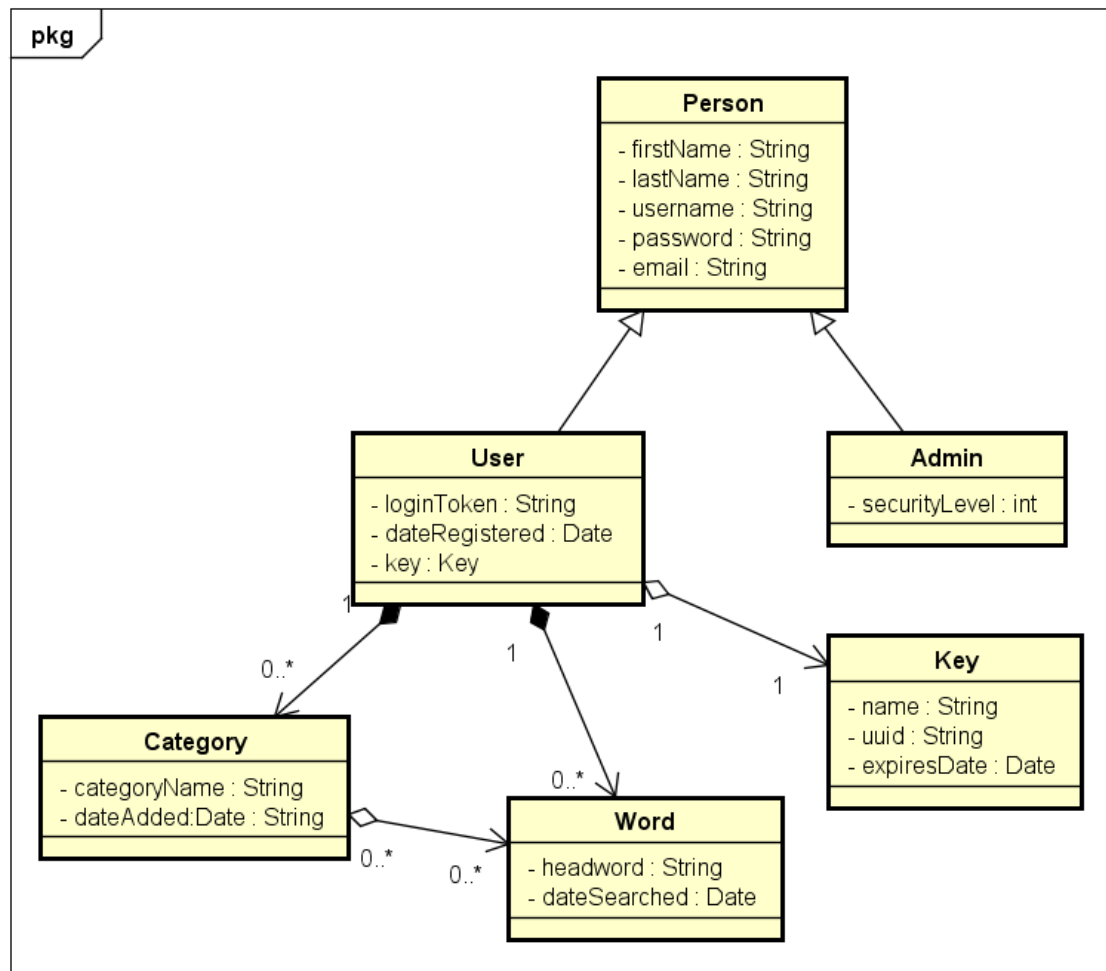 pkg
Person
- firstName : String
- lastName : String
- username : String
- password : String
- email : String
User
- loginToken : String
- dateRegistered : Date
- key : Key
Admin
- securityLevel : int
1
1
1
1
0..*
0..*
Key
- name : String
- uuid : String
- expiresDate : Date
Category
- categoryName : String
- dateAdded:Date : String
0..*
0..*
Word
- headword : String
- dateSearched : Date